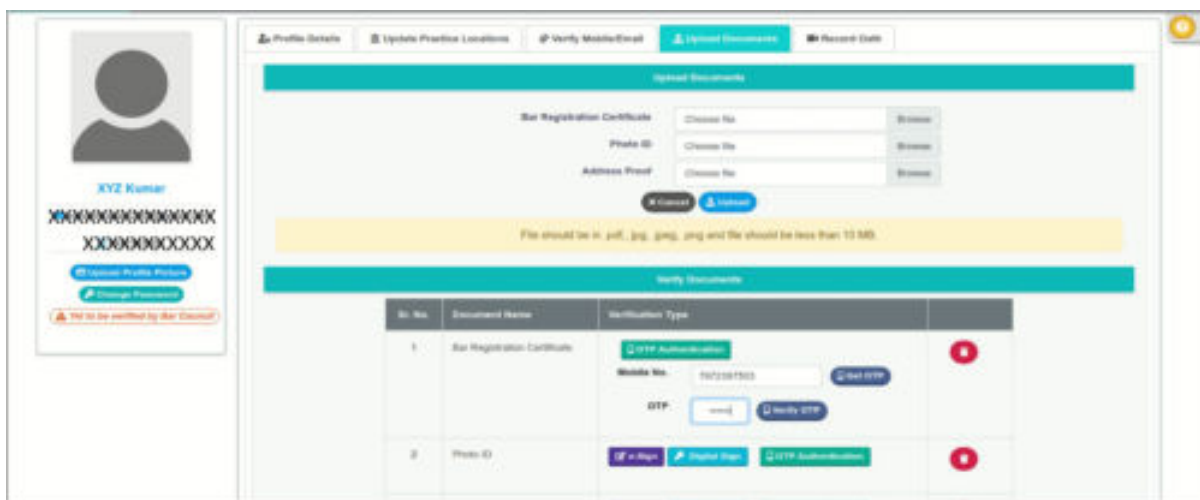 Profile Details
Update Practice Locations
Verify Mobile/Email
Upload Documents
Record Oath
Upload Documents
Bar Registration Certificate
Choose file
Browse
Photo ID
Choose file
Browse
Address Proof
Choose file
Browse
Cancel
Upload
File should be in .pdf, .jpg, .jpeg, .png and file should be less than 10 MB.
XYZ Kumar
Upload Profile Picture
Change Password
Yet to be verified by Bar Council
Verify Documents
Sr. No. Document Name Verification Type
1 Bar Registration Certificate OTP Authentication
Mobile No.
Get OTP
OTP
Verify OTP
2 Photo ID e-Sign Digital Sign OTP Authentication